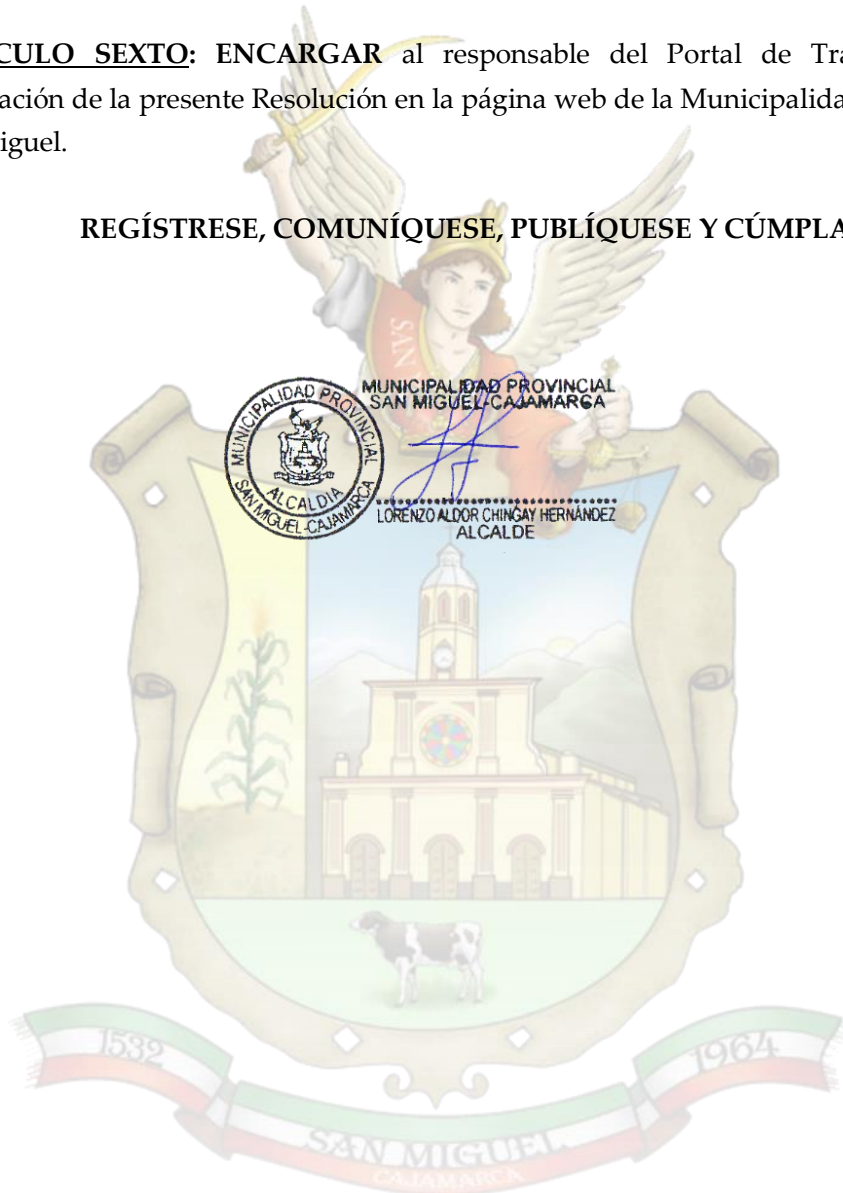 CULO SEXTO: ENCARGAR al responsable del Portal de Tra
ación de la presente Resolución en la página web de la Municipalida
iguel.
REGÍSTRESE, COMUNÍQUESE, PUBLÍQUESE Y CÚMPLA
SAN
MUNICIPALIDAD PROVINCIAL
SAN MIGUEL-CAJAMARCA
MUNICIPALIDAD PROVINCIAL
ALCALDIA
SAN MIGUEL-CAJAMARCA
LORENZO ALDOR CHINGAY HERNÁNDEZ
ALCALDE
1532
1964
SAN MIGUEL
CAJAMARCA